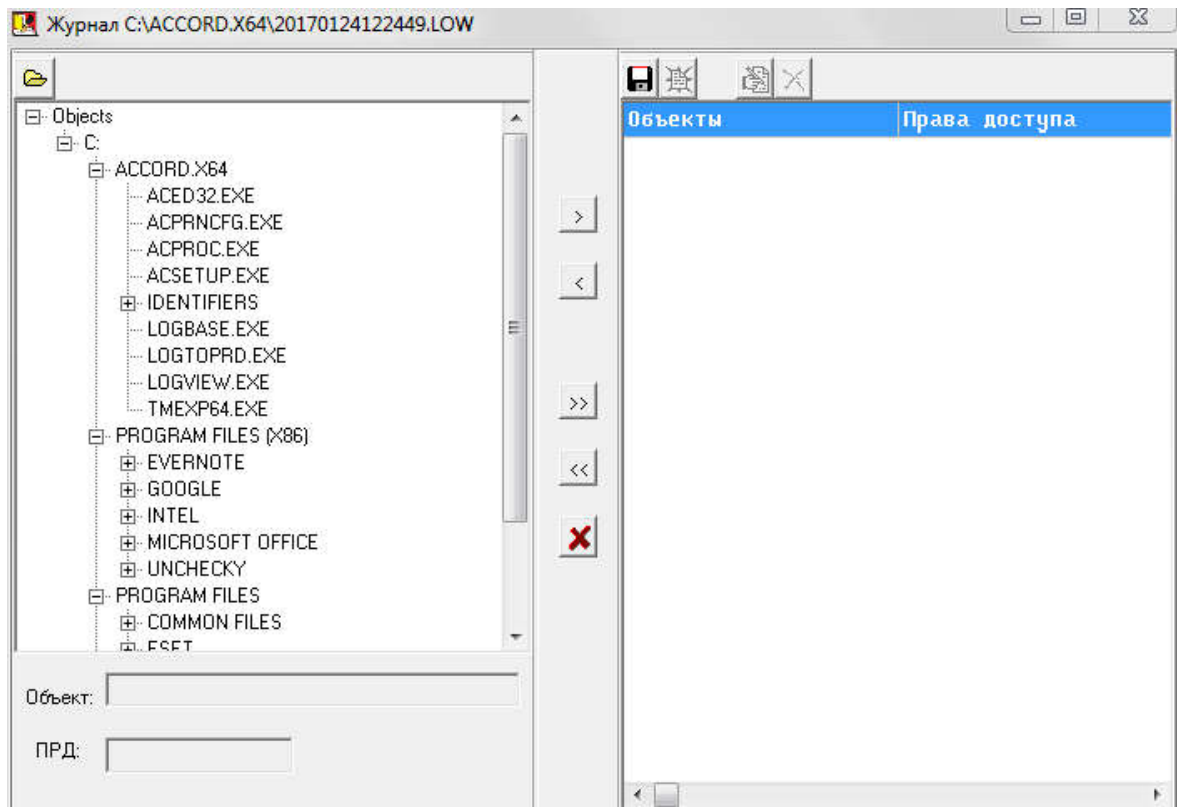 Журнал C:\ACCORD.X64\20170124122449.LOW
Objects
C:
ACCORD.X64
ACED32.EXE
ACPRNCFG.EXE
ACPROC.EXE
ACSETUP.EXE
IDENTIFIERS
LOGBASE.EXE
LOGTOPRD.EXE
LOGVIEW.EXE
TMEXP64.EXE
PROGRAM FILES (X86)
EVERNOTE
GOOGLE
INTEL
MICROSOFT OFFICE
UNCHECKY
PROGRAM FILES
COMMON FILES
ESET
Объект:
ПРД:
>
<
>>
<<
Объекты Права доступа